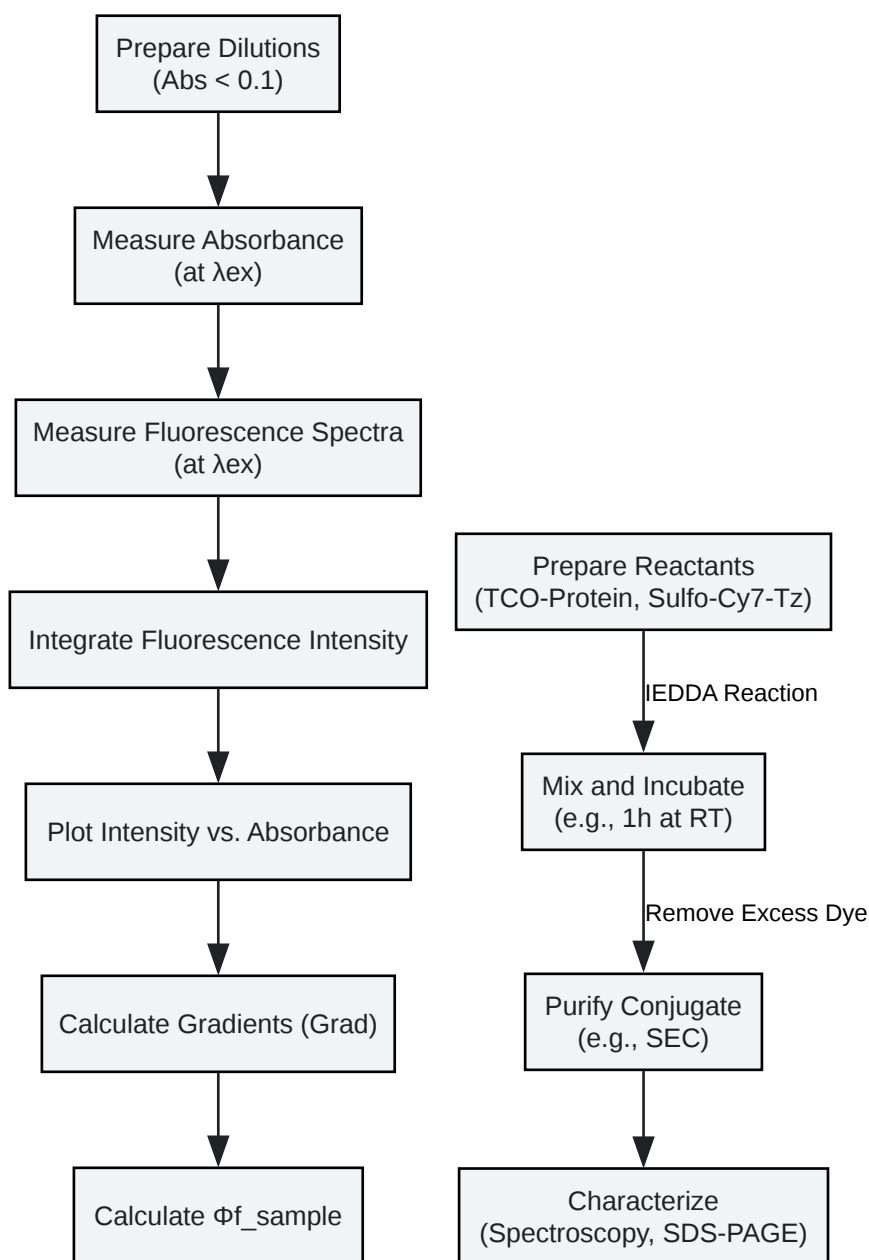 Prepare Dilutions
(Abs < 0.1)
Measure Absorbance
(at λex)
Measure Fluorescence Spectra
(at λex)
Integrate Fluorescence Intensity
Plot Intensity vs. Absorbance
Calculate Gradients (Grad)
Calculate Φf_sample
Prepare Reactants
(TCO-Protein, Sulfo-Cy7-Tz)
IEDDA Reaction
Mix and Incubate
(e.g., 1h at RT)
Remove Excess Dye
Purify Conjugate
(e.g., SEC)
Characterize
(Spectroscopy, SDS-PAGE)